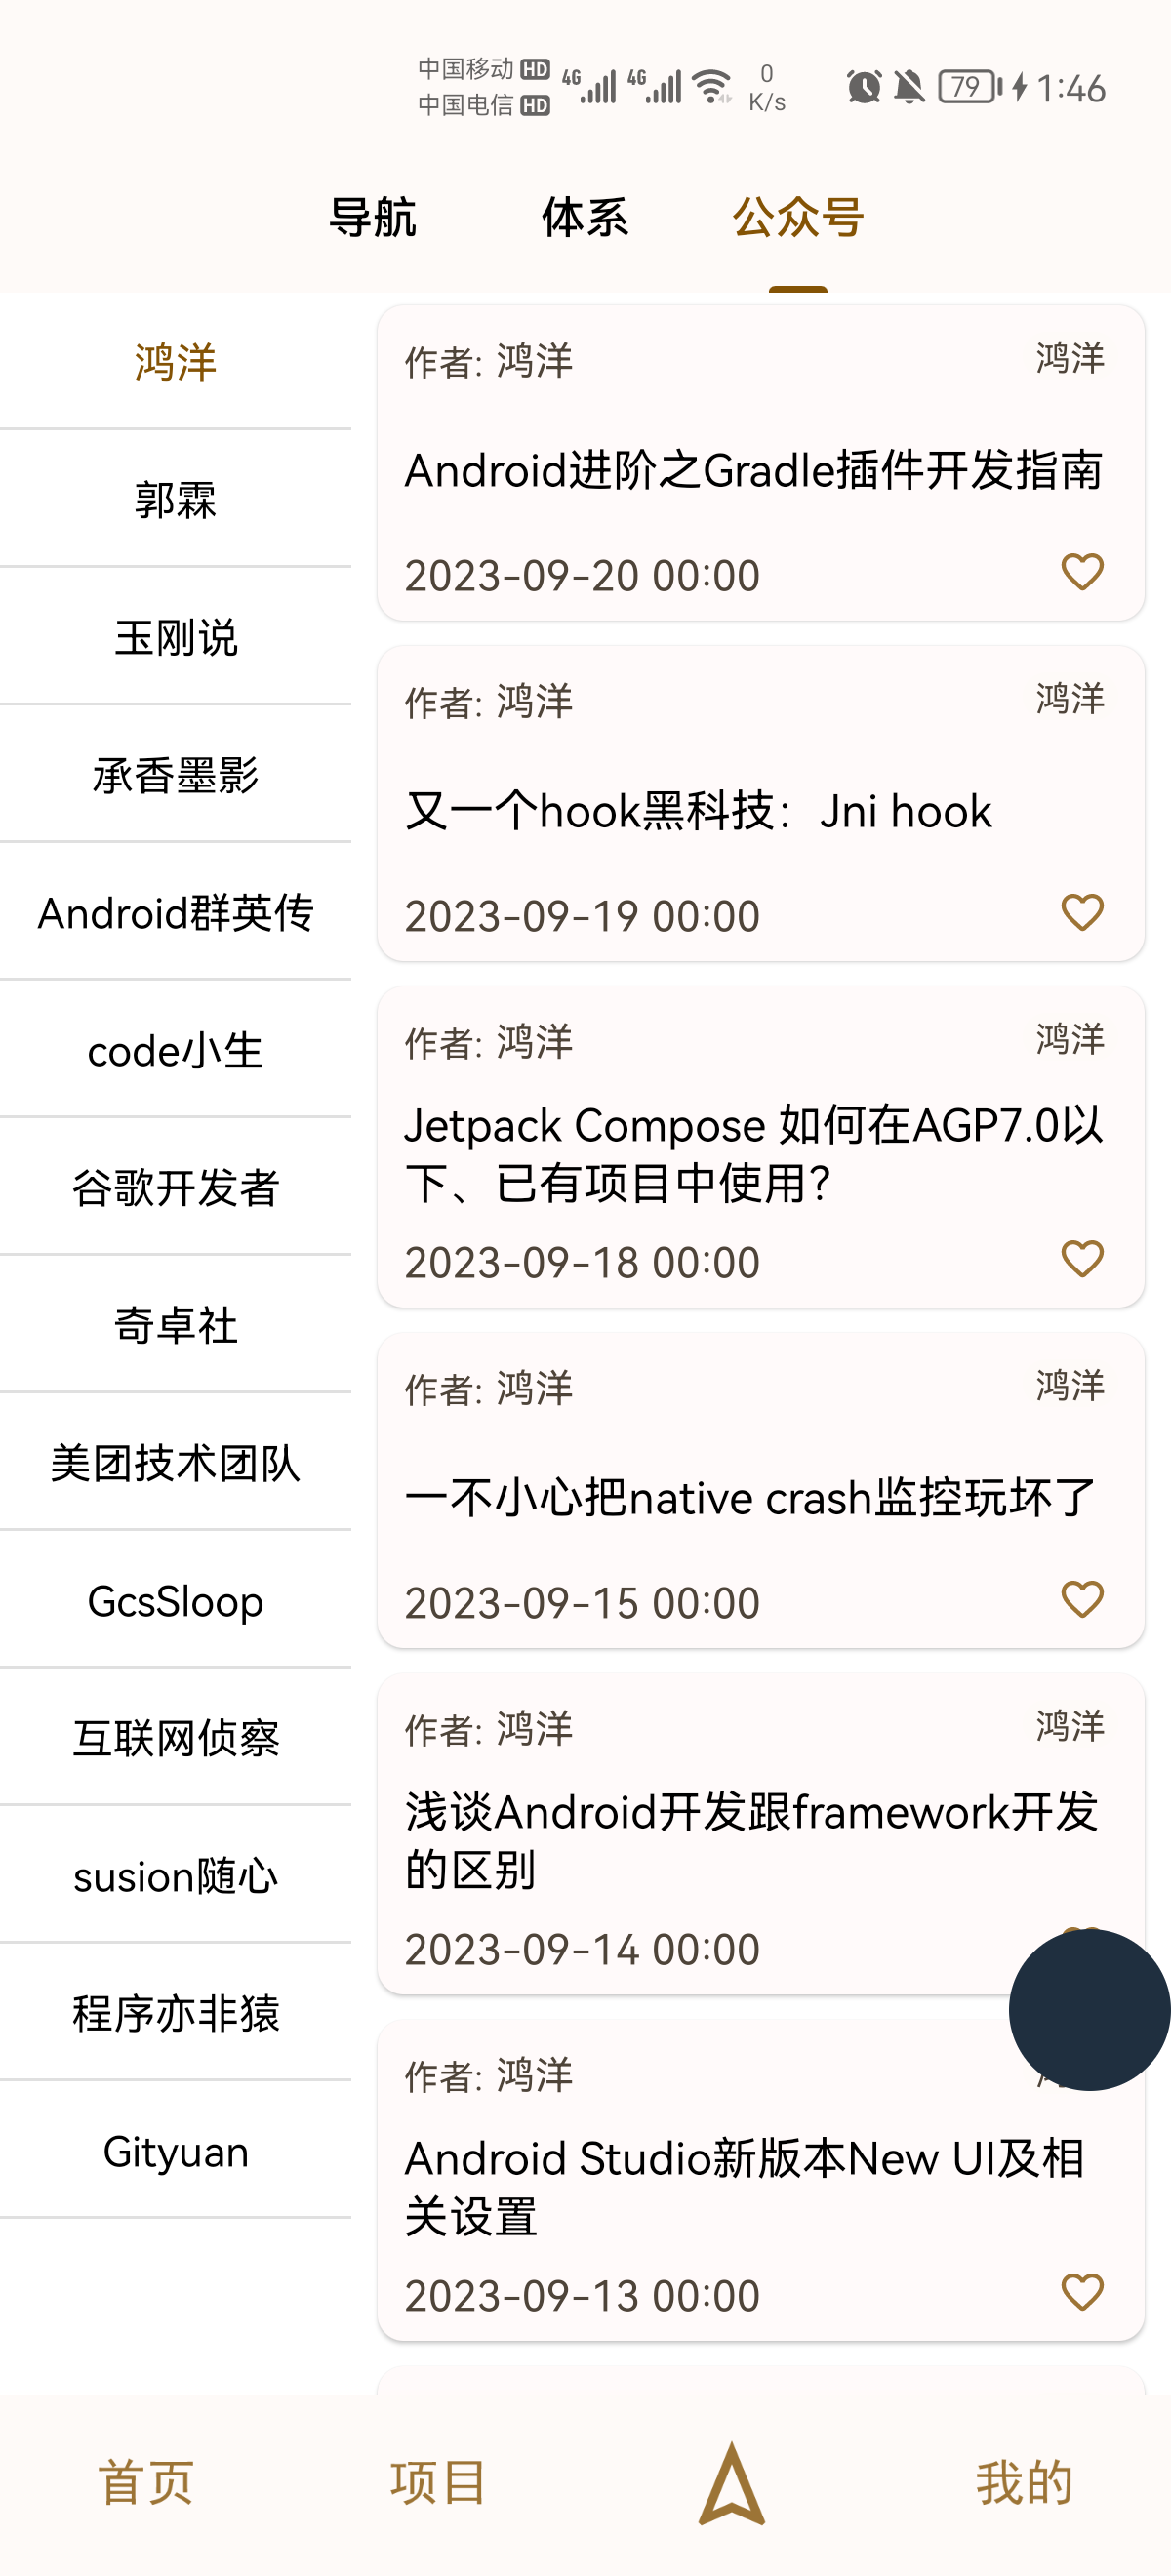 中国移动 HD
中国电信 HD
4G 4G
0
K/s
79
1:46
导航 体系 公众号
鸿洋
郭霖
玉刚说
承香墨影
Android群英传
code小生
谷歌开发者
奇卓社
美团技术团队
GcsSloop
互联网侦察
susion随心
程序亦非猿
Gityuan
作者: 鸿洋 鸿洋
Android进阶之Gradle插件开发指南
2023-09-20 00:00
作者: 鸿洋 鸿洋
又一个hook黑科技：Jni hook
2023-09-19 00:00
作者: 鸿洋 鸿洋
Jetpack Compose 如何在AGP7.0以
下、已有项目中使用？
2023-09-18 00:00
作者: 鸿洋 鸿洋
一不小心把native crash监控玩坏了
2023-09-15 00:00
作者: 鸿洋 鸿洋
浅谈Android开发跟framework开发
的区别
2023-09-14 00:00
作者: 鸿洋
Android Studio新版本New UI及相
关设置
2023-09-13 00:00
首页 项目 我的